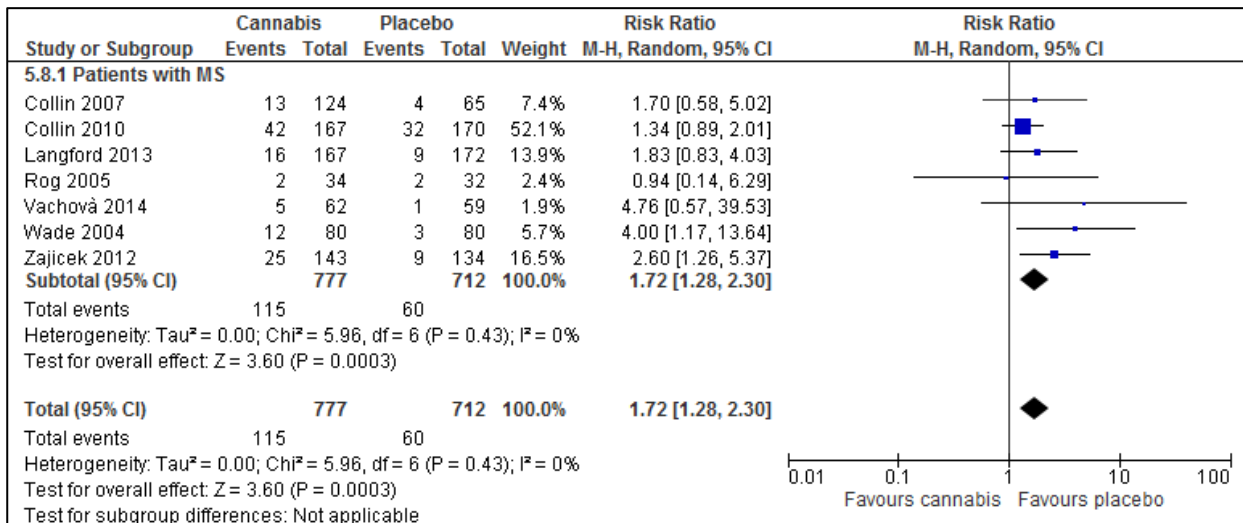 Cannabis Placebo Risk Ratio Risk Ratio
Study or Subgroup Events Total Events Total Weight M-H, Random, 95% CI M-H, Random, 95% CI
5.8.1 Patients with MS
Collin 2007 13 124 4 65 7.4% 1.70 [0.58, 5.02]
Collin 2010 42 167 32 170 52.1% 1.34 [0.89, 2.01]
Langford 2013 16 167 9 172 13.9% 1.83 [0.83, 4.03]
Rog 2005 2 34 2 32 2.4% 0.94 [0.14, 6.29]
Vachovà 2014 5 62 1 59 1.9% 4.76 [0.57, 39.53]
Wade 2004 12 80 3 80 5.7% 4.00 [1.17, 13.64]
Zajicek 2012 25 143 9 134 16.5% 2.60 [1.26, 5.37]
Subtotal (95% CI) 777 712 100.0% 1.72 [1.28, 2.30]
Total events 115 60
Heterogeneity: Tau² = 0.00; Chi² = 5.96, df = 6 (P = 0.43); I² = 0%
Test for overall effect: Z = 3.60 (P = 0.0003)
Total (95% CI) 777 712 100.0% 1.72 [1.28, 2.30]
Total events 115 60
Heterogeneity: Tau² = 0.00; Chi² = 5.96, df = 6 (P = 0.43); I² = 0%
Test for overall effect: Z = 3.60 (P = 0.0003)
Test for subgroup differences: Not applicable
0.01 0.1 1 10 100
Favours cannabis Favours placebo